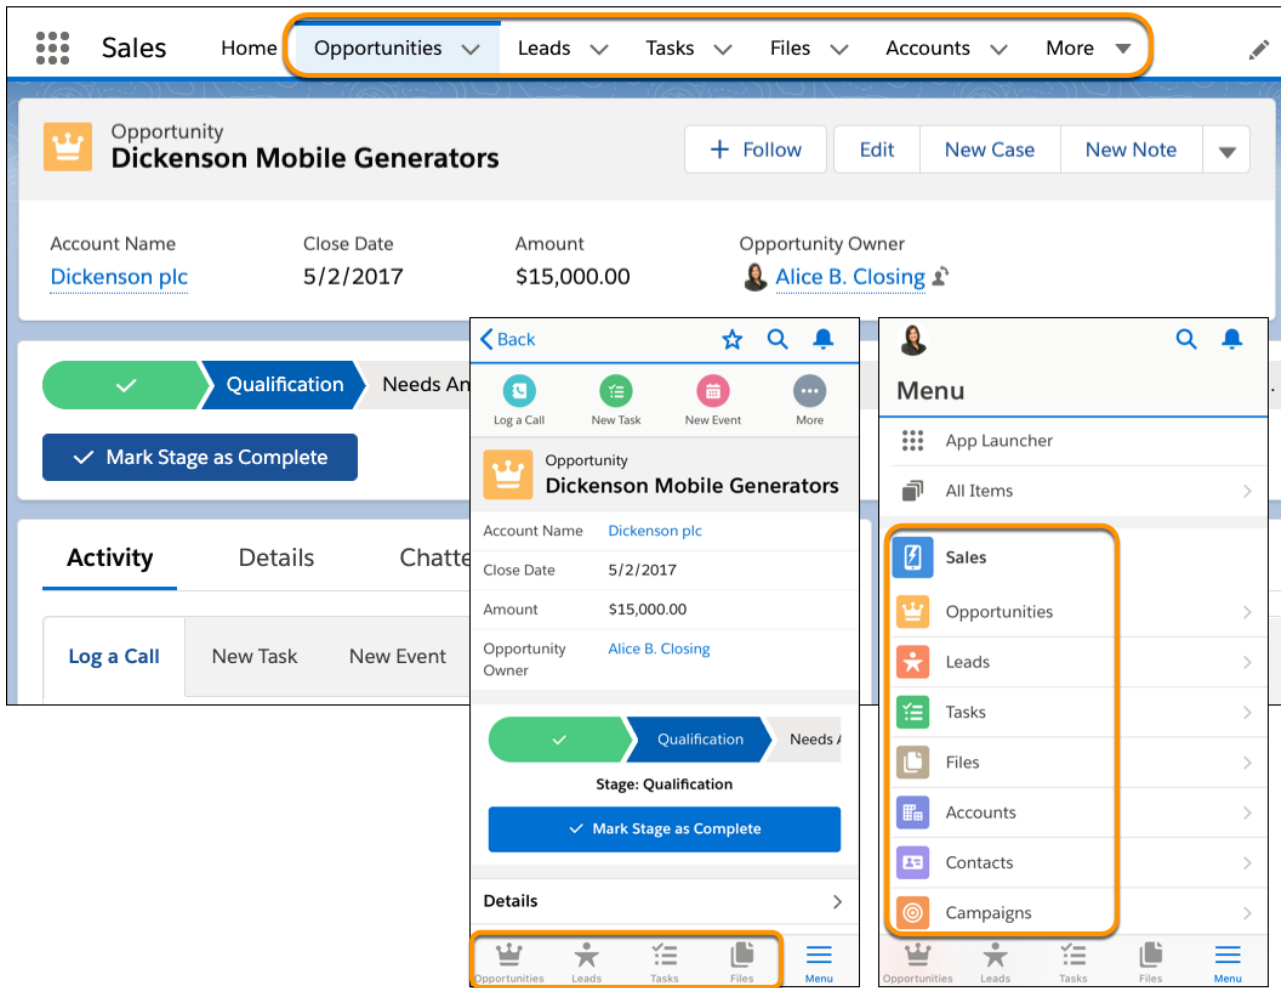 Sales Home Opportunities Leads Tasks Files Accounts More
Opportunity
Dickenson Mobile Generators
+ Follow Edit New Case New Note
Account Name Close Date Amount Opportunity Owner
Dickenson plc 5/2/2017 $15,000.00 Alice B. Closing
Qualification Needs An
Mark Stage as Complete
Activity Details Chatte
Log a Call New Task New Event
Back
Log a Call New Task New Event More
Opportunity
Dickenson Mobile Generators
Account Name Dickenson plc
Close Date 5/2/2017
Amount $15,000.00
Opportunity Alice B. Closing
Owner
Qualification Needs A
Stage: Qualification
Mark Stage as Complete
Details
Opportunities Leads Tasks Files Menu
Menu
App Launcher
All Items
Sales
Opportunities
Leads
Tasks
Files
Accounts
Contacts
Campaigns
Opportunities Leads Tasks Files Menu